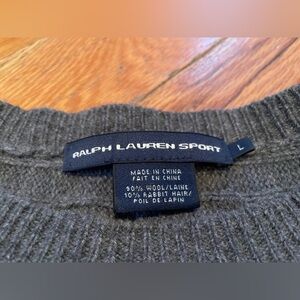 RALPH LAUREN SPORT
L
MADE IN CHINA
FAIT EN CHINE
90% WOOL/LAINE
10% RABBIT HAIR/
POIL DE LAPIN